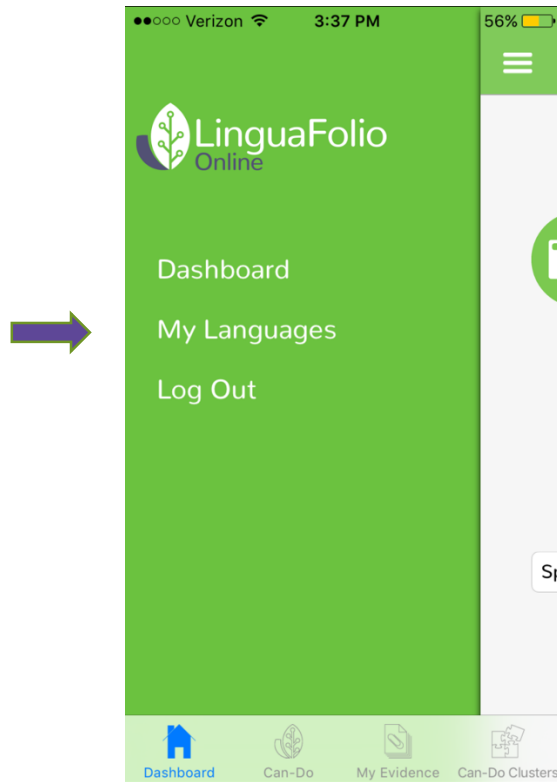 Verizon 3:37 PM 56%
LinguaFolio
Online
Dashboard
My Languages
Log Out
Dashboard Can-Do My Evidence Can-Do Clusters